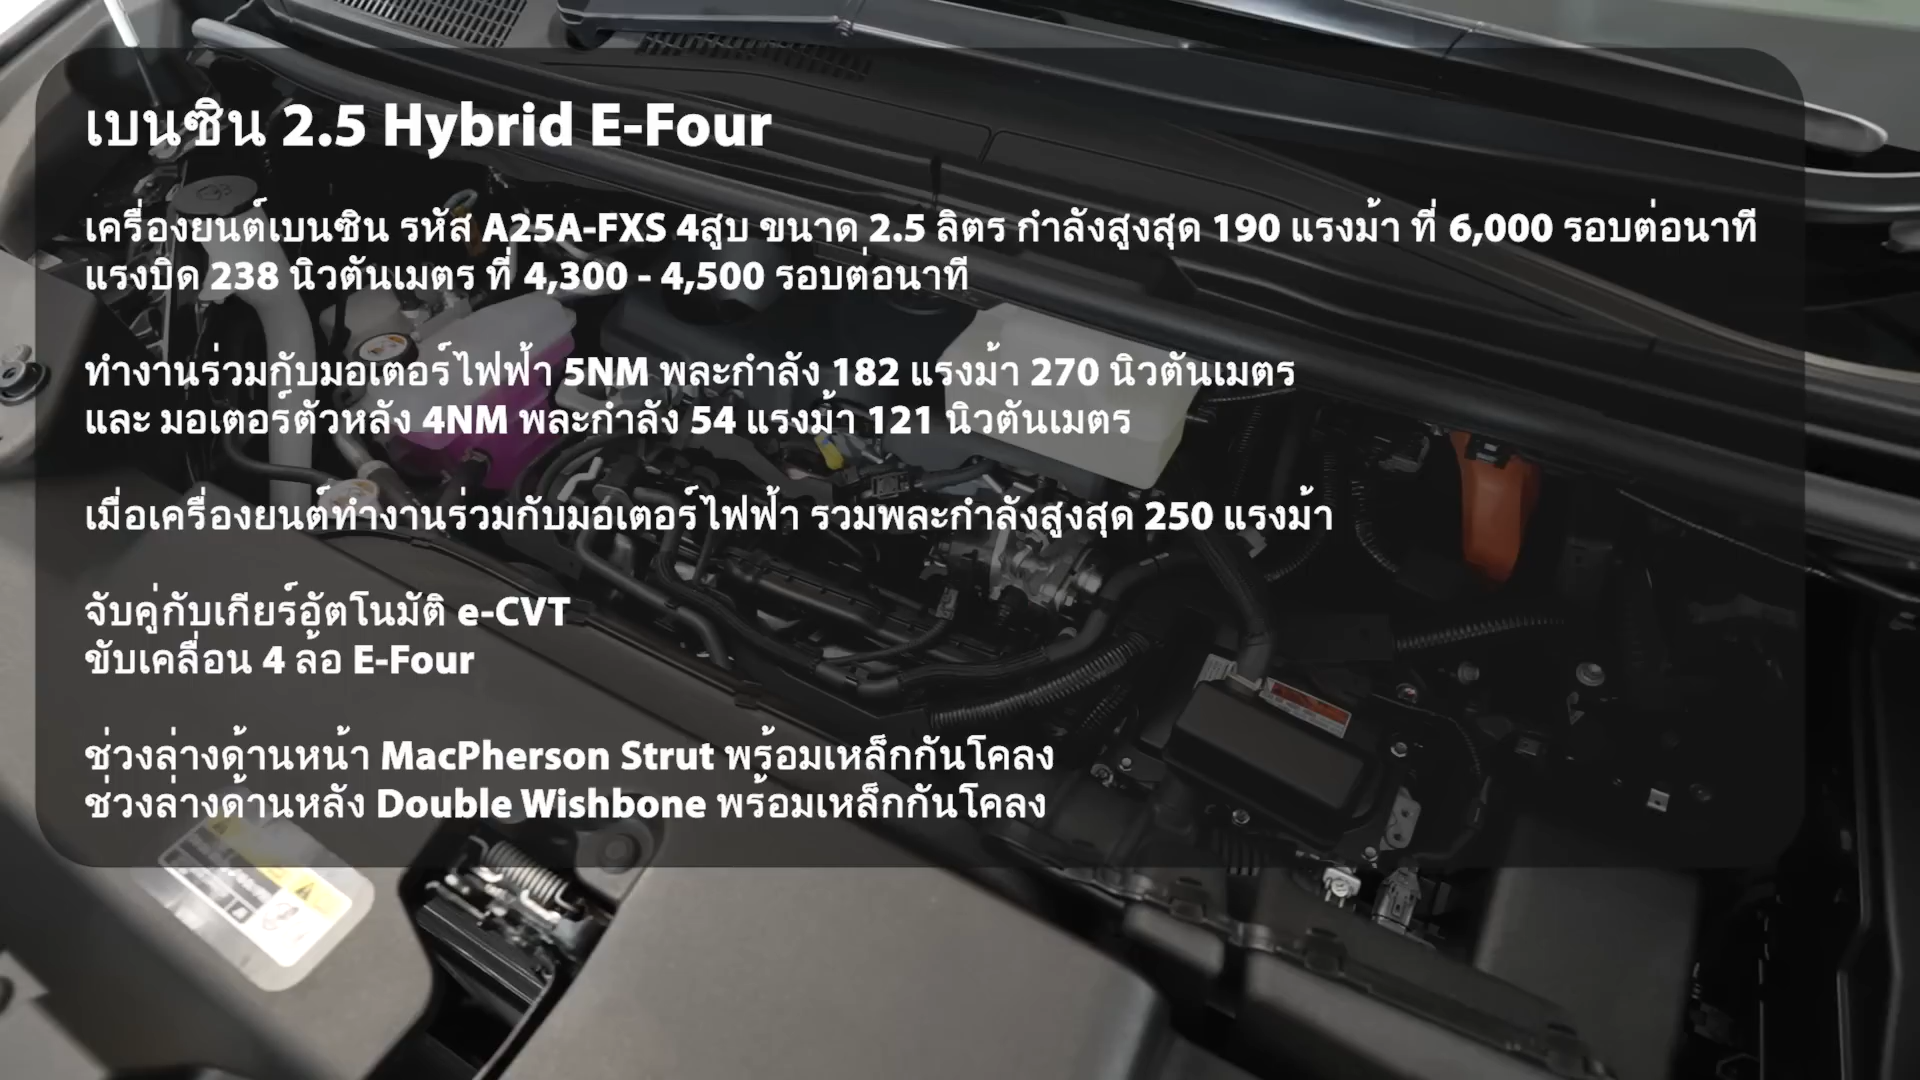 เบนซิน 2.5 Hybrid E-Four
เครื่องยนต์เบนซิน รหัส A25A-FXS 4สูบ ขนาด 2.5 ลิตร กำลังสูงสุด 190 แรงม้า ที่ 6,000 รอบต่อนาที
แรงบิด 238 นิวตันเมตร ที่ 4,300 - 4,500 รอบต่อนาที
ทำงานร่วมกับมอเตอร์ไฟฟ้า 5NM พละกำลัง 182 แรงม้า 270 นิวตันเมตร
และ มอเตอร์ตัวหลัง 4NM พละกำลัง 54 แรงม้า 121 นิวตันเมตร
เมื่อเครื่องยนต์ทำงานร่วมกับมอเตอร์ไฟฟ้า รวมพละกำลังสูงสุด 250 แรงม้า
จับคู่กับเกียร์อัตโนมัติ e-CVT
ขับเคลื่อน 4 ล้อ E-Four
ช่วงล่างด้านหน้า MacPherson Strut พร้อมเหล็กกันโคลง
ช่วงล่างด้านหลัง Double Wishbone พร้อมเหล็กกันโคลง